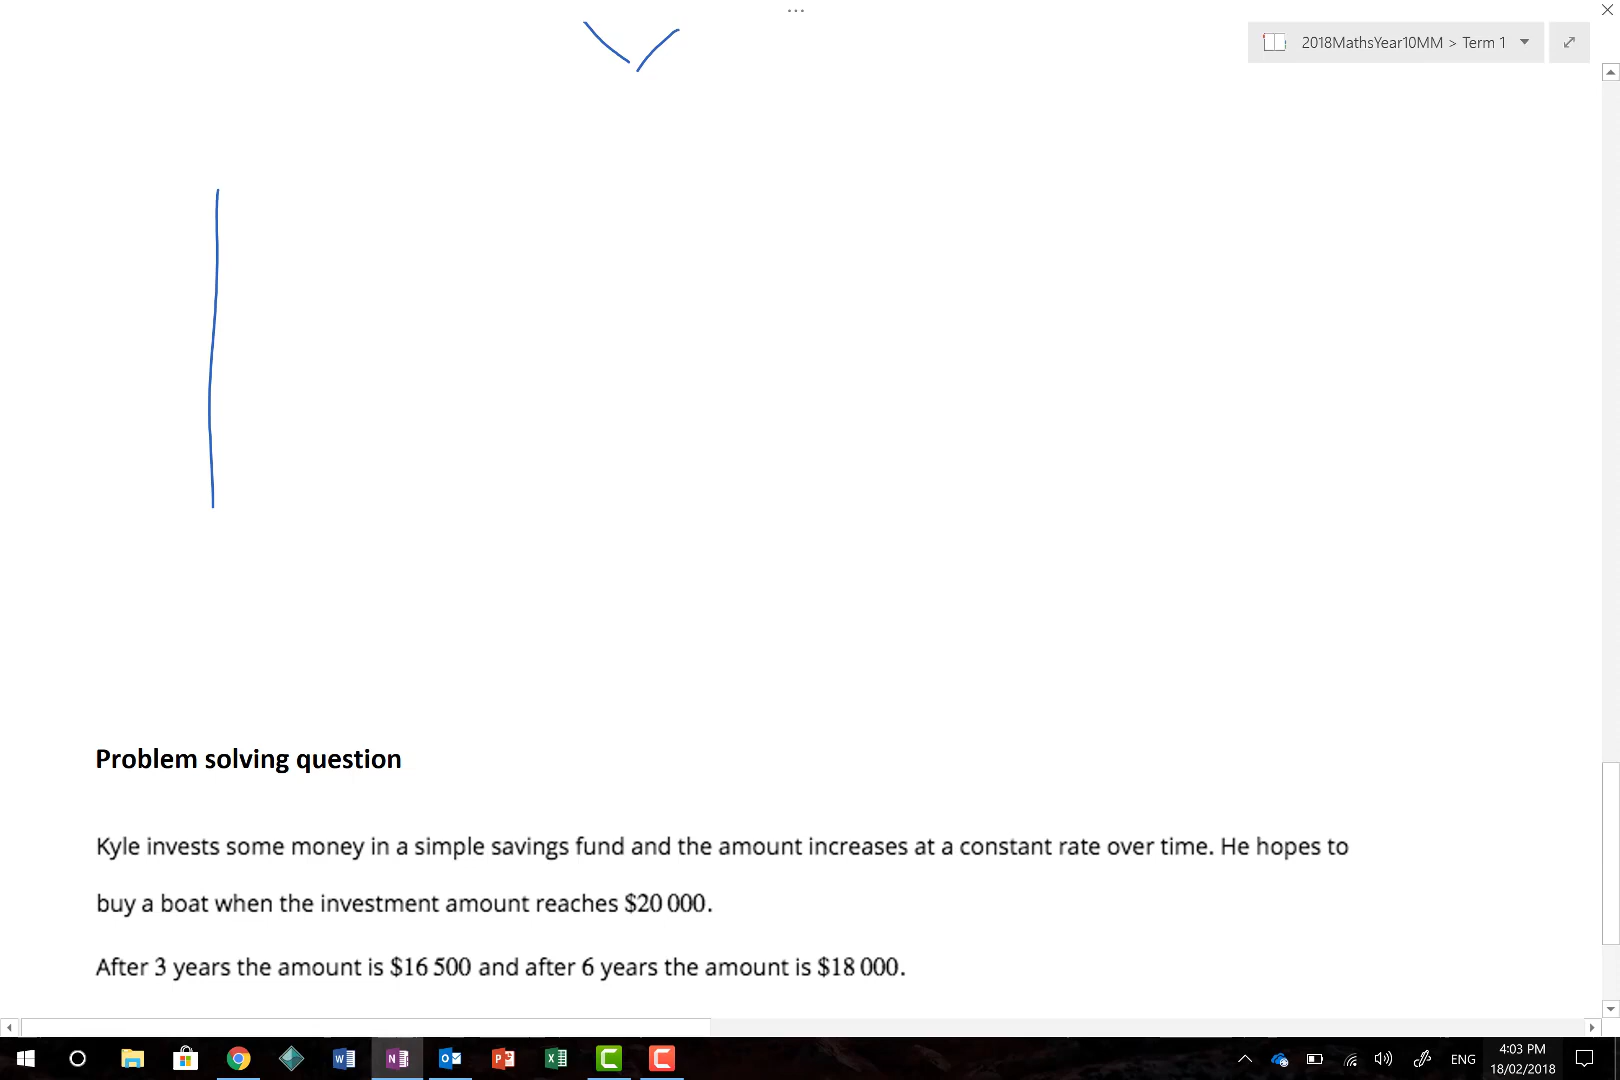 2018MathsYear10MM > Term 1
Problem solving question
Kyle invests some money in a simple savings fund and the amount increases at a constant rate over time. He hopes to
buy a boat when the investment amount reaches $20 000.
After 3 years the amount is $16 500 and after 6 years the amount is $18 000.
ENG
4:03 PM
18/02/2018